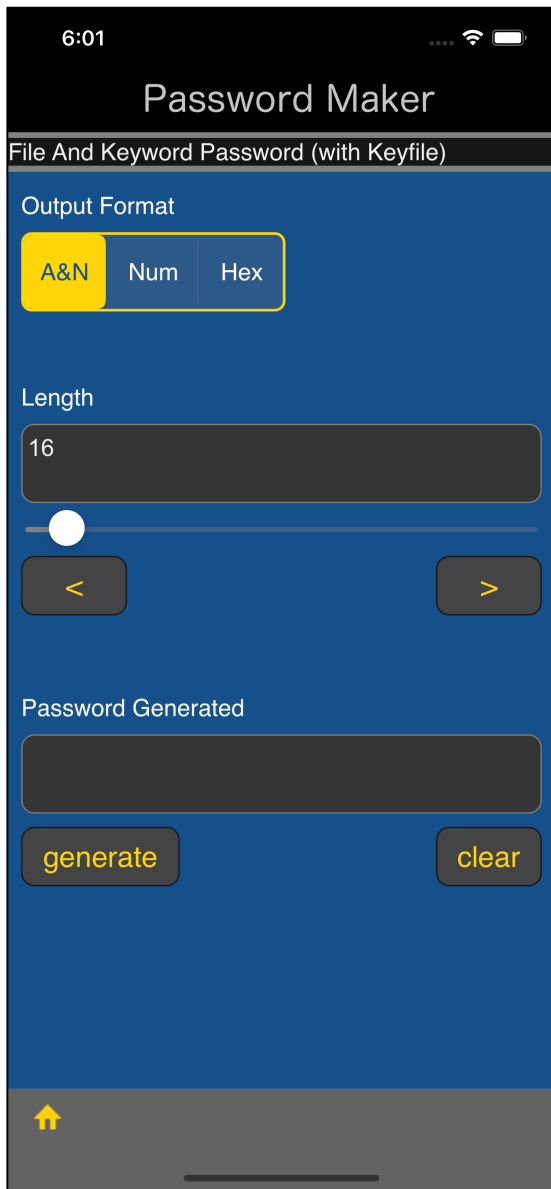 6:01
Password Maker
File And Keyword Password (with Keyfile)
Output Format
A&N Num Hex
Length
16
< >
Password Generated
generate clear